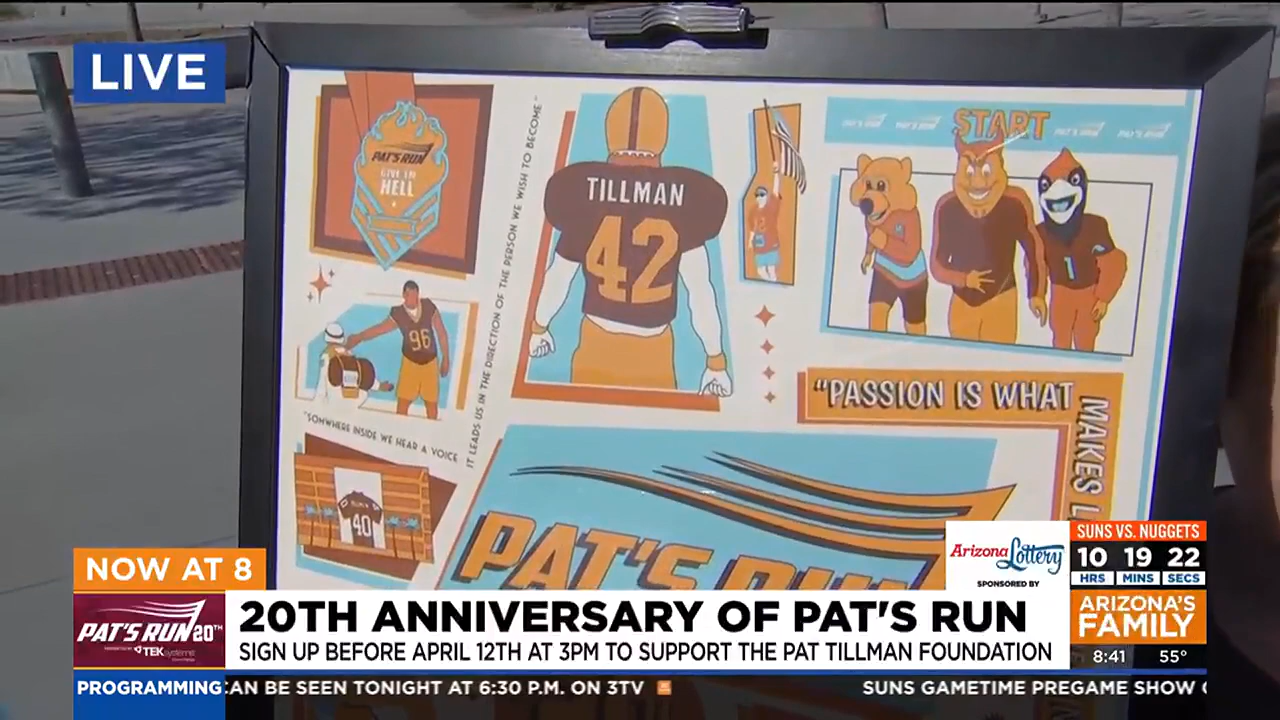 LIVE
PAT'S RUN
GIVE 'EM
HELL
IT LEADS US IN THE DIRECTION OF THE PERSON WE WISH TO BECOME"
TILLMAN
42
START
1
96
"SOMWHERE INSIDE WE HEAR A VOICE
40
"PASSION IS WHAT
MAKES L
PAT'S RUN
NOW AT 8
PAT'S RUN 20TH
TEKsystems
20TH ANNIVERSARY OF PAT'S RUN
SIGN UP BEFORE APRIL 12TH AT 3PM TO SUPPORT THE PAT TILLMAN FOUNDATION
Arizona Lottery
SPONSORED BY
SUNS VS. NUGGETS
10 19 22
HRS MINS SECS
ARIZONA'S
FAMILY
8:41 55°
PROGRAMMING CAN BE SEEN TONIGHT AT 6:30 P.M. ON 3TV SUNS GAMETIME PREGAME SHOW